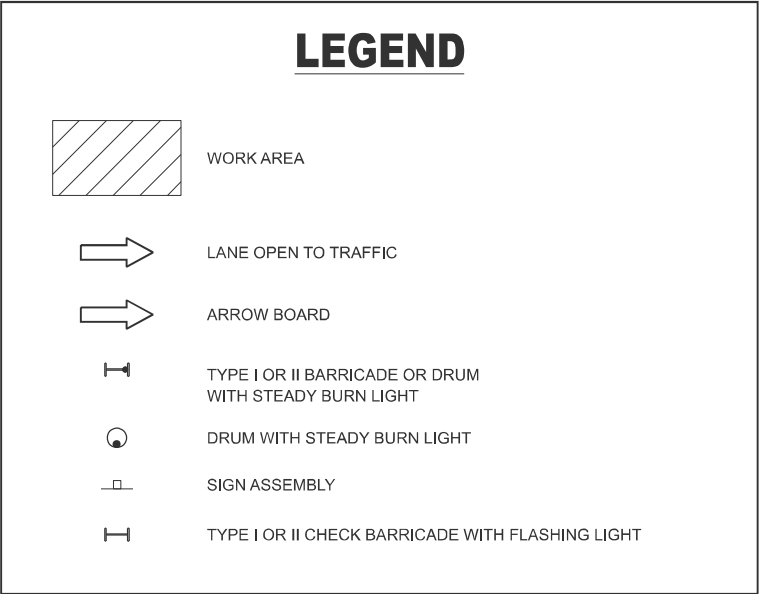 LEGEND
WORK AREA
LANE OPEN TO TRAFFIC
ARROW BOARD
TYPE I OR II BARRICADE OR DRUM
WITH STEADY BURN LIGHT
DRUM WITH STEADY BURN LIGHT
SIGN ASSEMBLY
TYPE I OR II CHECK BARRICADE WITH FLASHING LIGHT